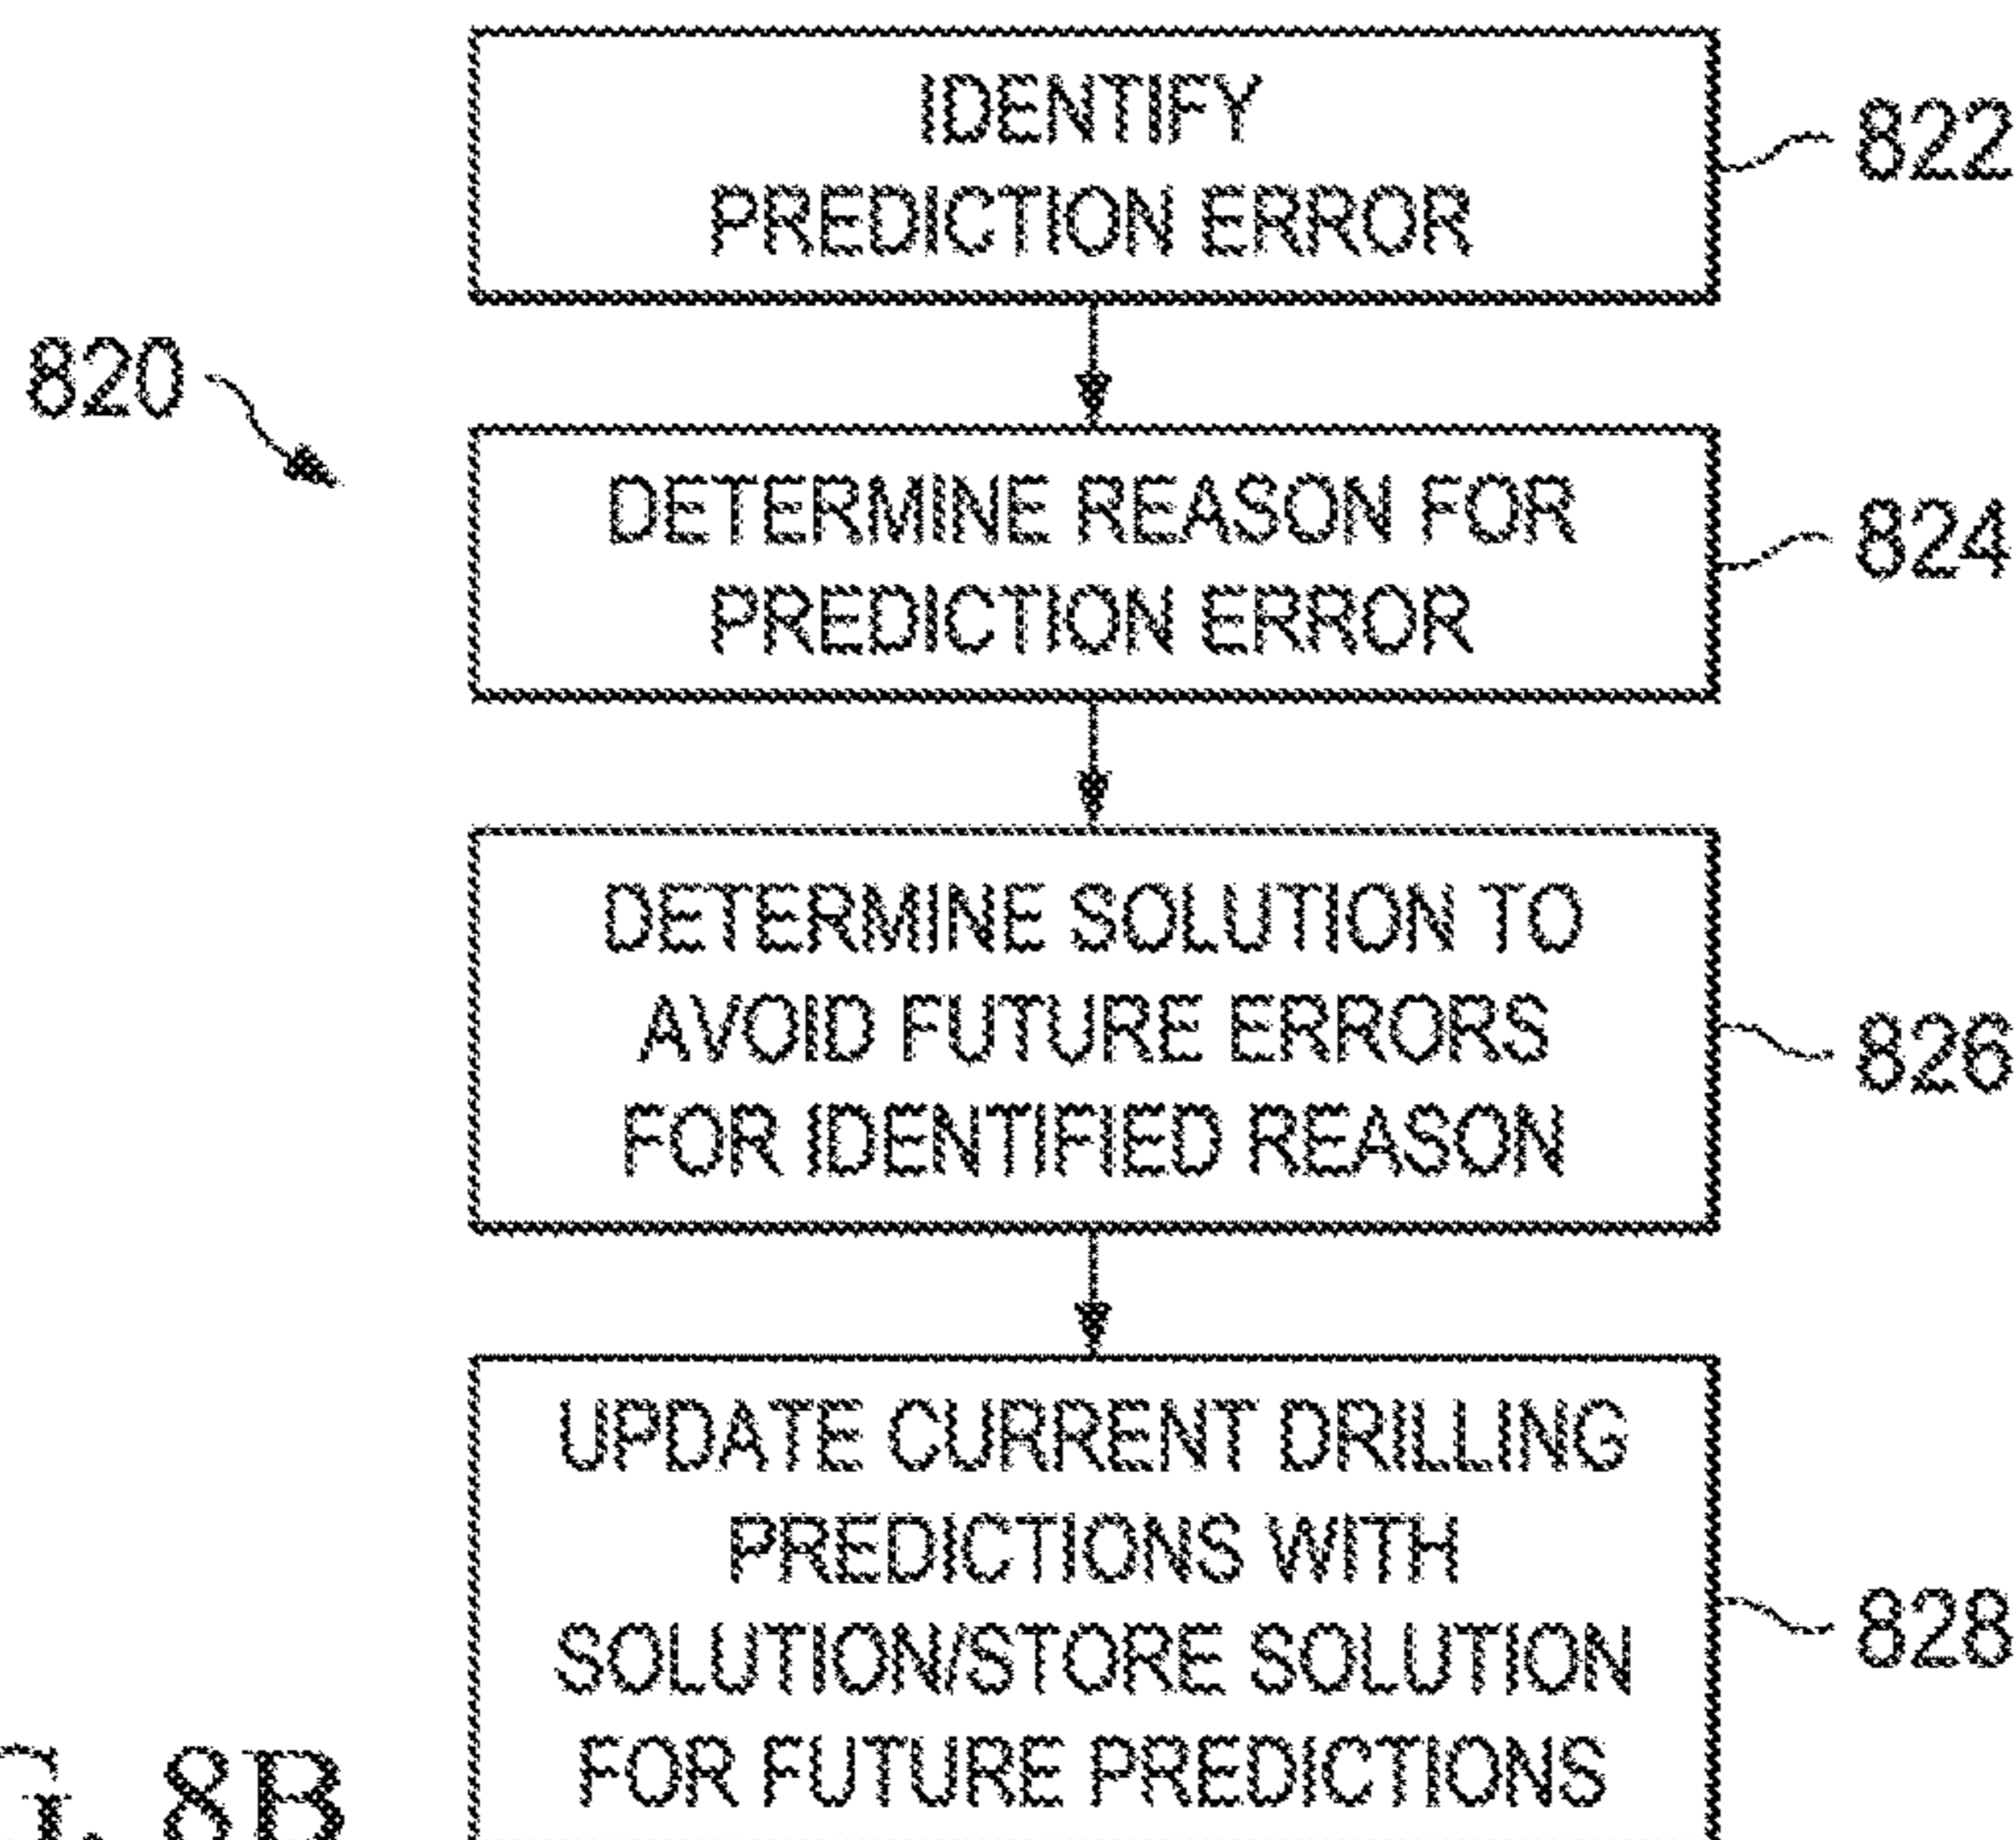 IDENTIFY
PREDICTION ERROR
822
820
DETERMINE REASON FOR
PREDICTION ERROR
824
DETERMINE SOLUTION TO
AVOID FUTURE ERRORS
FOR IDENTIFIED REASON
826
UPDATE CURRENT DRILLING
PREDICTIONS WITH
SOLUTION/STORE SOLUTION
FOR FUTURE PREDICTIONS
828
8B